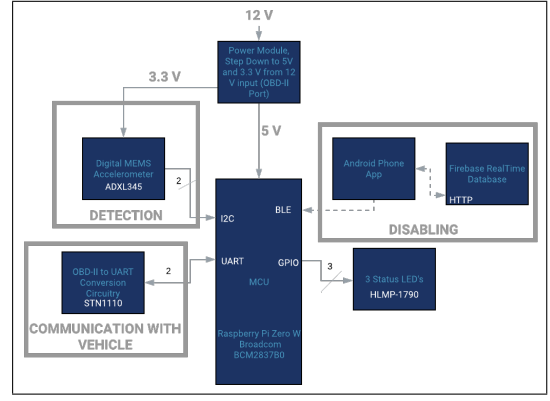 12 V
Power Module,
Step Down to 5V
and 3.3 V from 12
V input (OBD-II
Port)
3.3 V
5 V
Digital MEMS
Accelerometer
ADXL345
2
DETECTION
Android Phone
App
Firebase RealTime
Database
HTTP
DISABLING
I2C
BLE
UART
GPIO
MCU
Raspberry Pi Zero W
Broadcom
BCM2837B0
OBD-II to UART
Conversion
Circuitry
STN1110
2
COMMUNICATION WITH
VEHICLE
3
3 Status LED's
HLMP-1790